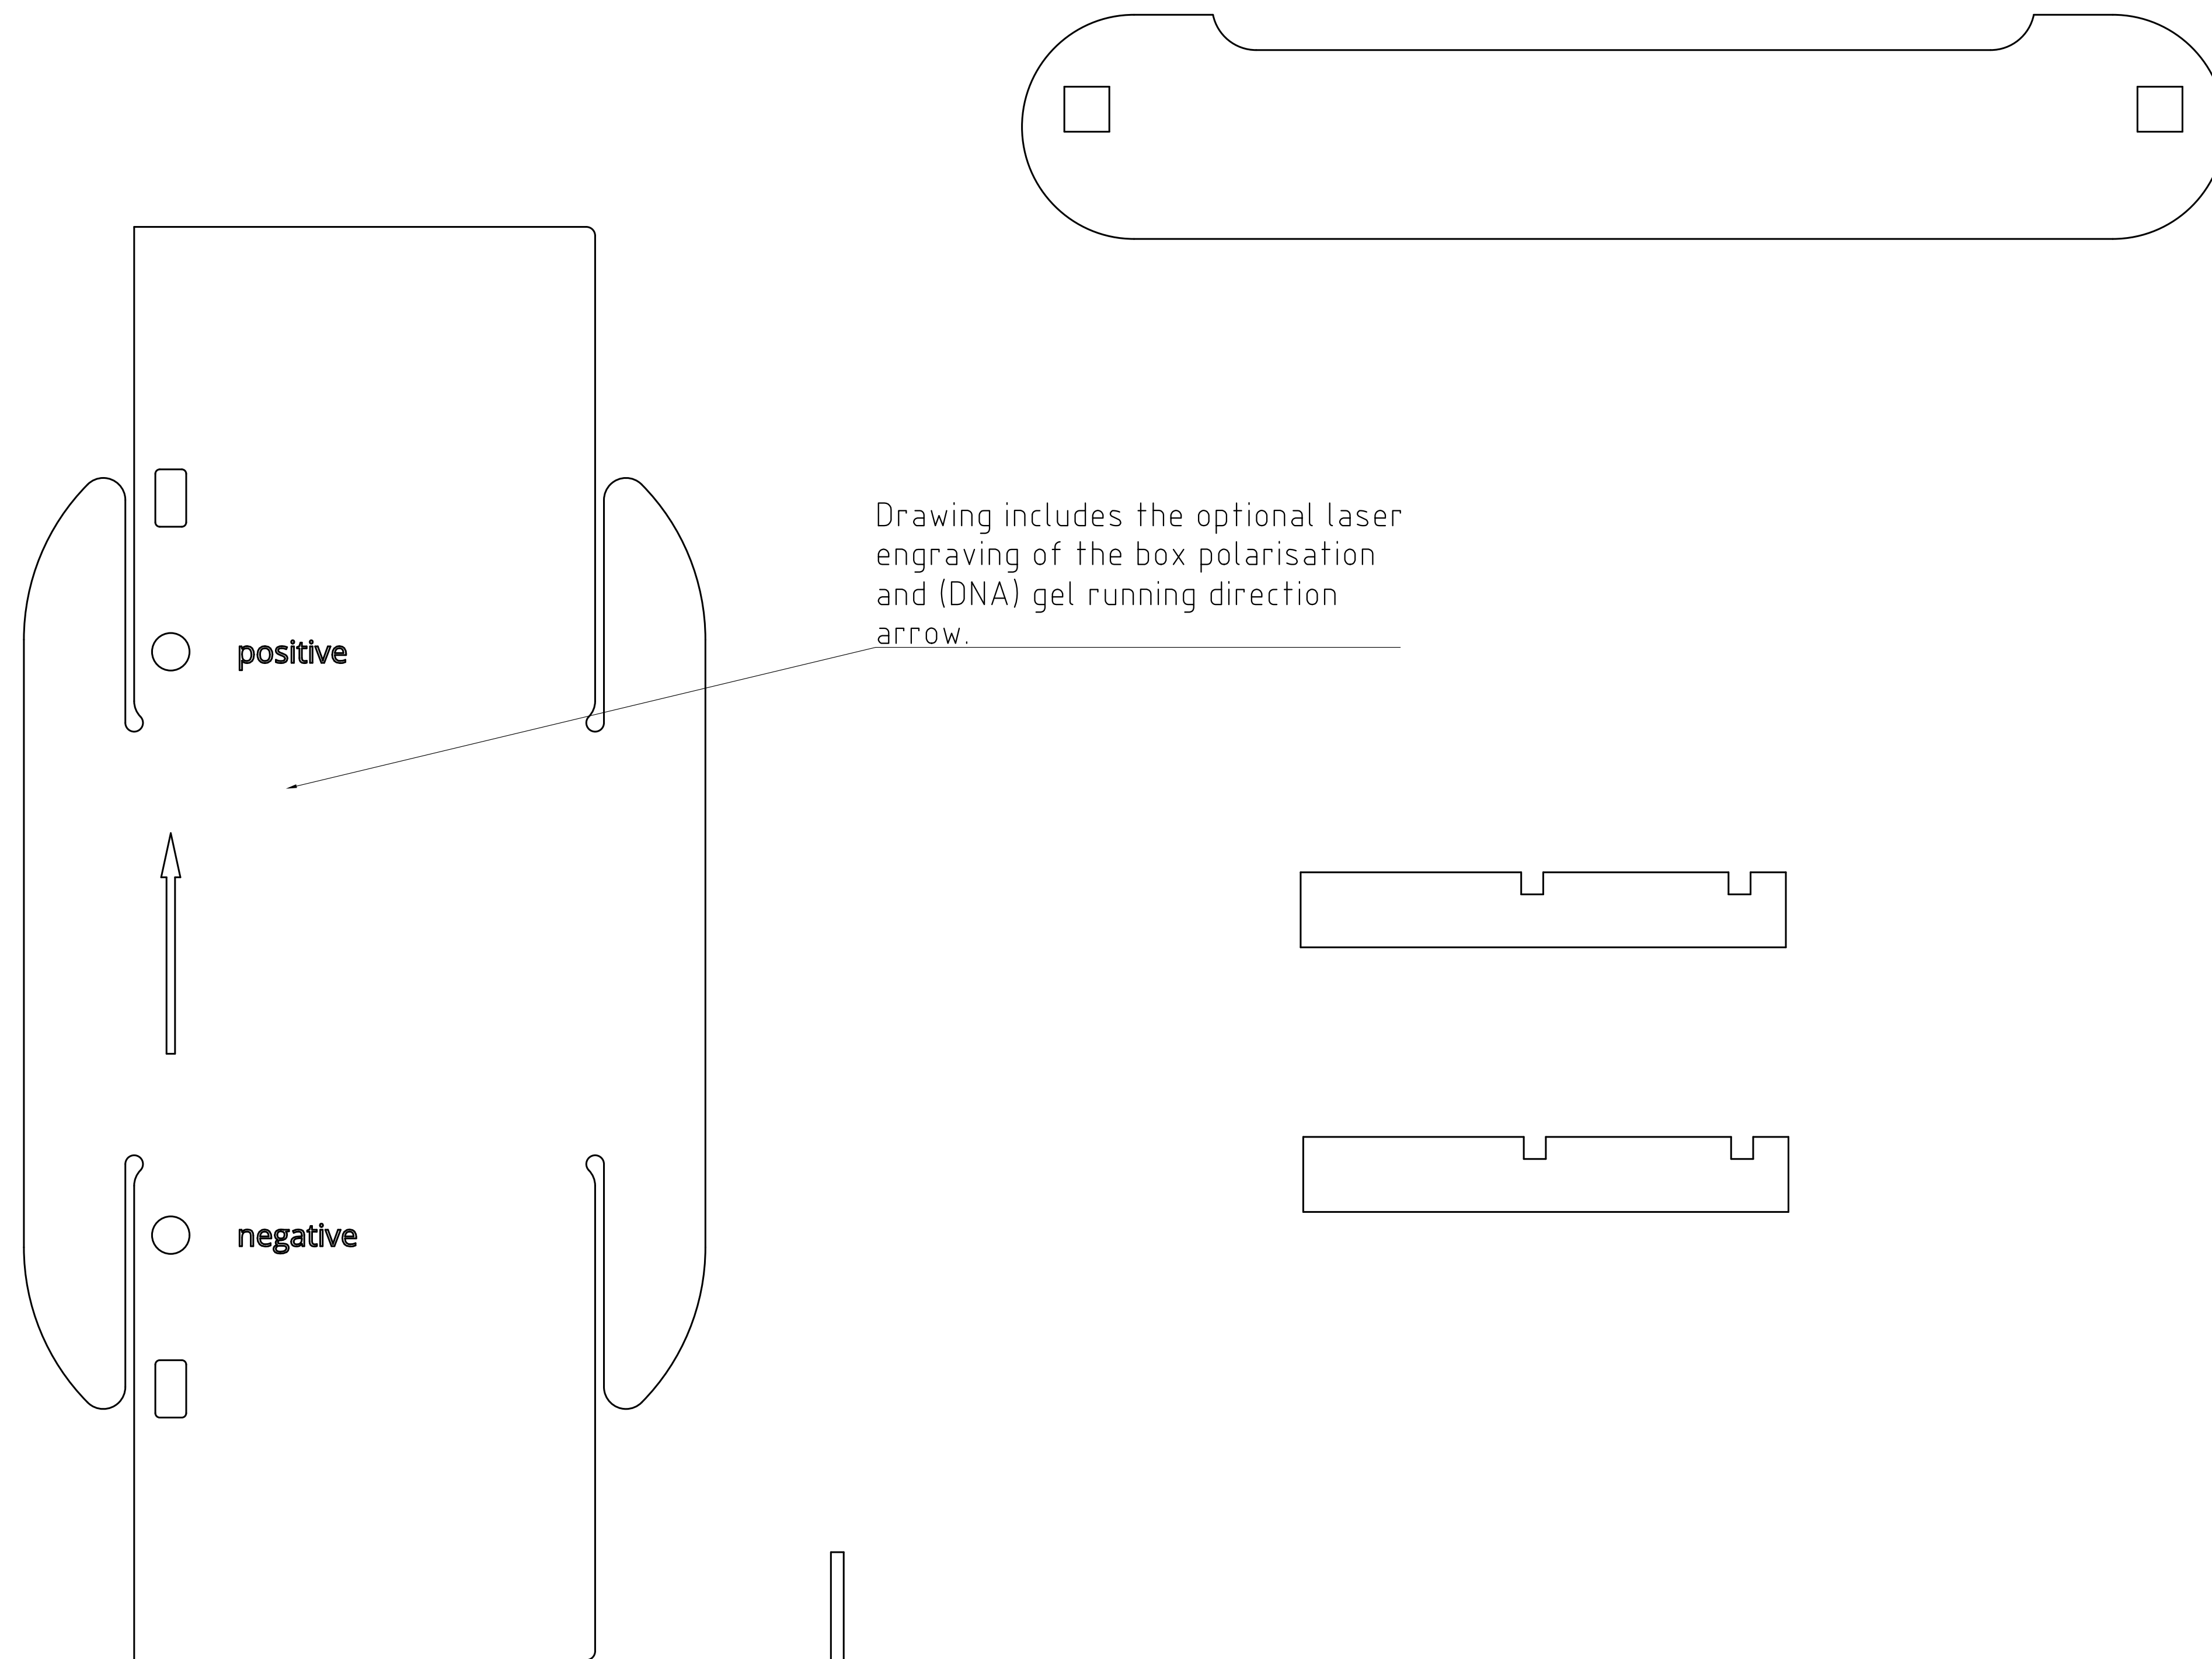 Drawing includes the optional laser
engraving of the box polarisation
and (DNA) gel running direction
arrow.
positive
negative